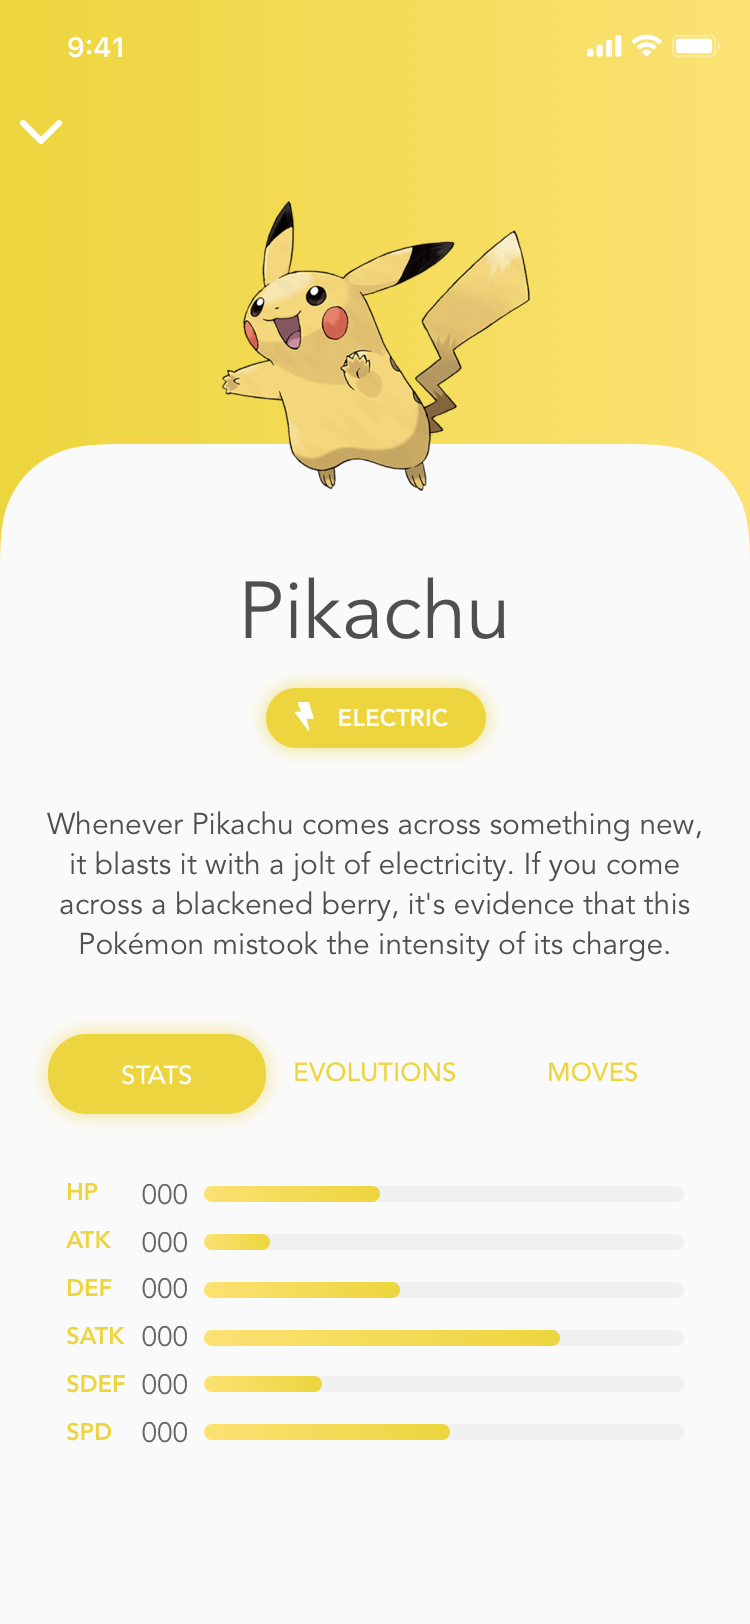 9:41
Pikachu
ELECTRIC
Whenever Pikachu comes across something new,
it blasts it with a jolt of electricity. If you come
across a blackened berry, it's evidence that this
Pokémon mistook the intensity of its charge.
STATS EVOLUTIONS MOVES
HP 000
ATK 000
DEF 000
SATK 000
SDEF 000
SPD 000